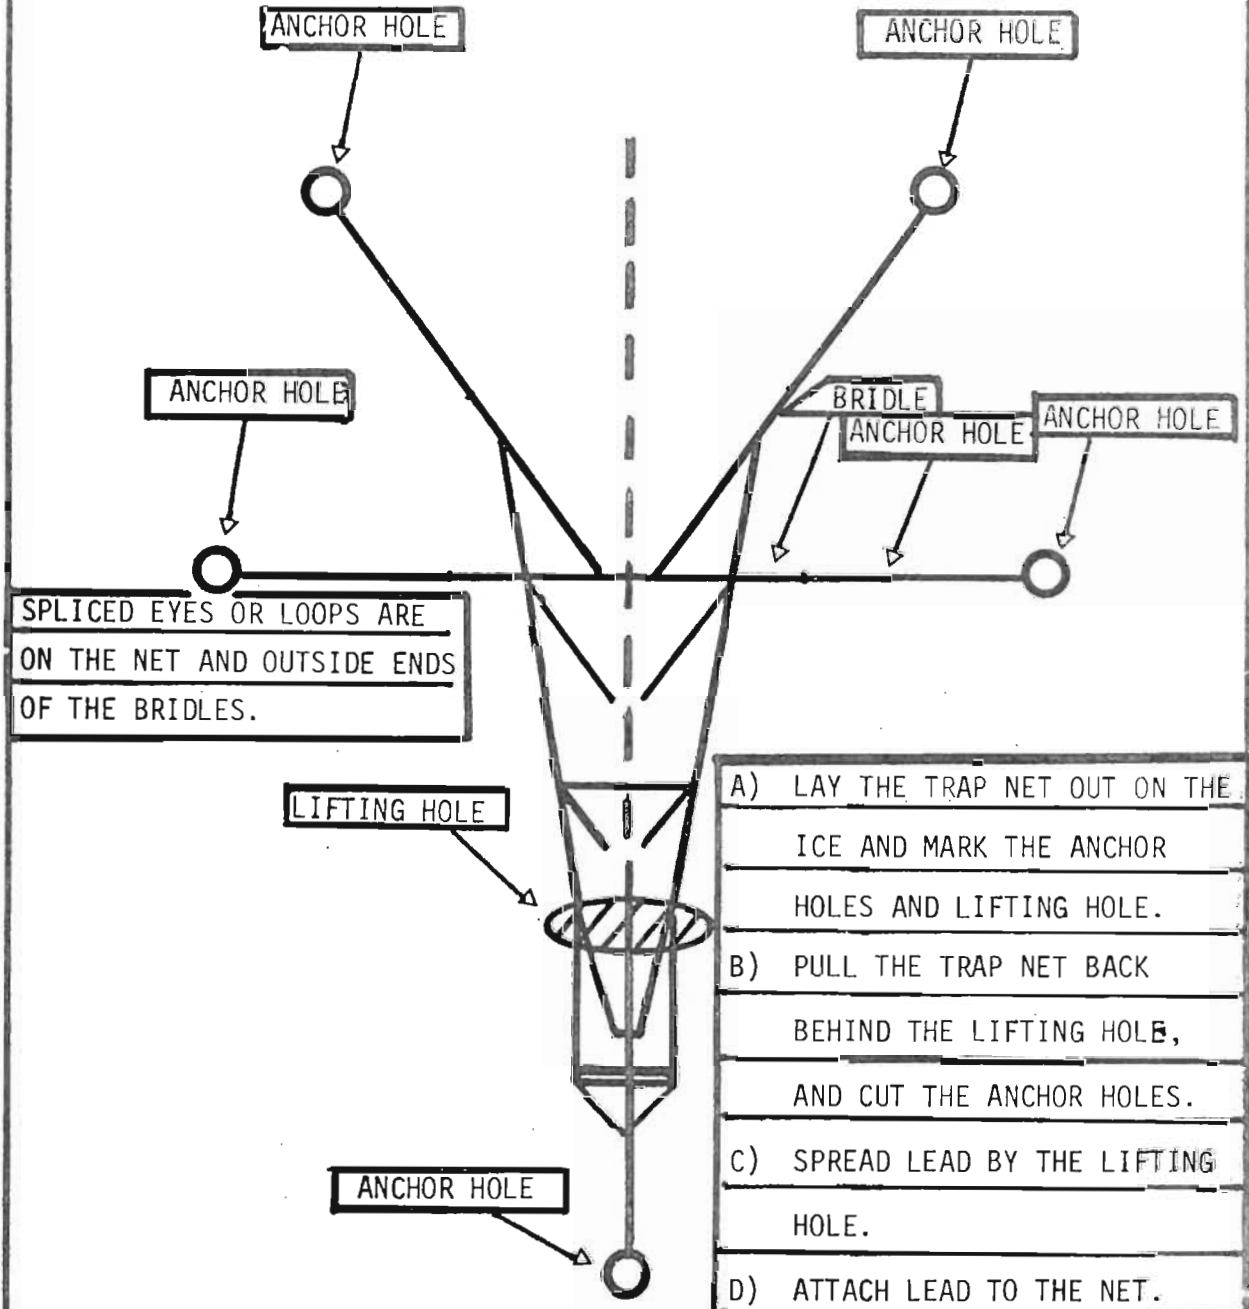 ANCHOR HOLE
ANCHOR HOLE
ANCHOR HOLE
BRIDLE
ANCHOR HOLE
ANCHOR HOLE
SPLICED EYES OR LOOPS ARE
ON THE NET AND OUTSIDE ENDS
OF THE BRIDLES.
LIFTING HOLE
A) LAY THE TRAP NET OUT ON THE
ICE AND MARK THE ANCHOR
HOLES AND LIFTING HOLE.
B) PULL THE TRAP NET BACK
BEHIND THE LIFTING HOLE,
AND CUT THE ANCHOR HOLES.
C) SPREAD LEAD BY THE LIFTING
HOLE.
D) ATTACH LEAD TO THE NET.
ANCHOR HOLE